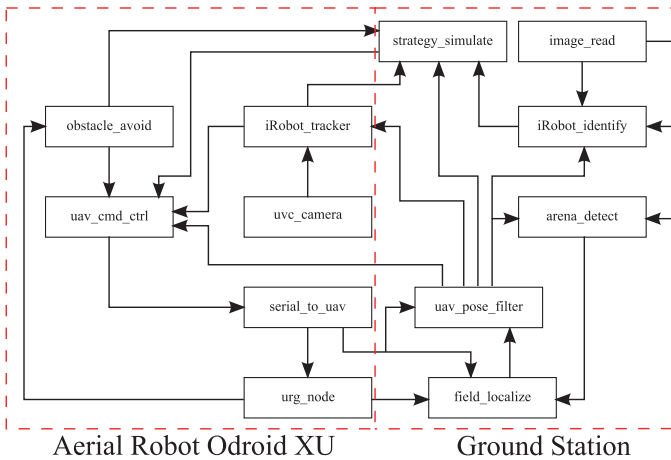 strategy_simulate
image_read
obstacle_avoid
iRobot_tracker
iRobot_identify
uav_cmd_ctrl
uvc_camera
arena_detect
serial_to_uav
uav_pose_filter
urg_node
field_localize
Aerial Robot Odroid XU
Ground Station